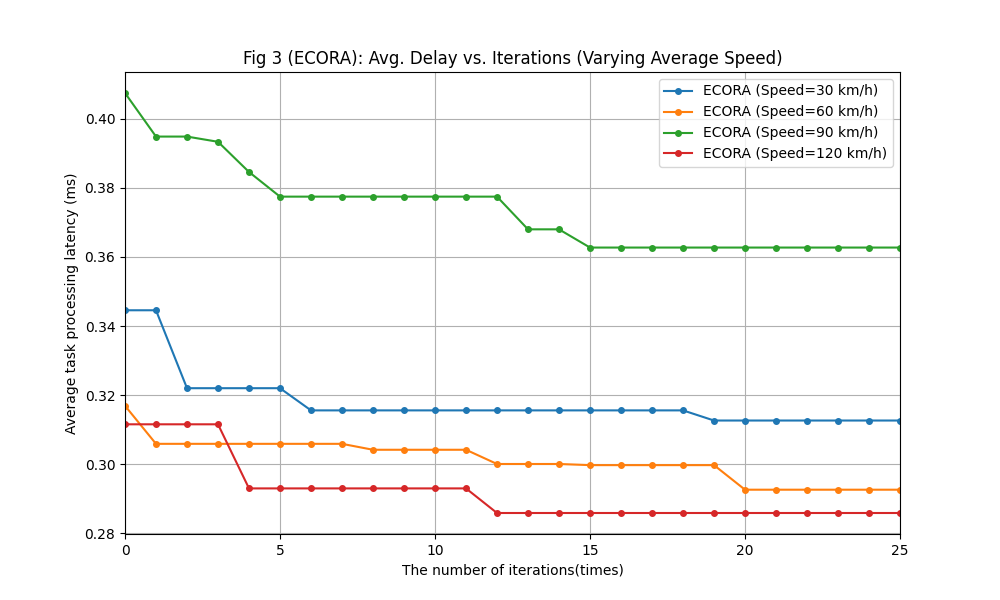 Fig 3 (ECORA): Avg. Delay vs. Iterations (Varying Average Speed)
ECORA (Speed=30 km/h)
ECORA (Speed=60 km/h)
ECORA (Speed=90 km/h)
ECORA (Speed=120 km/h)
Average task processing latency (ms)
0.40
0.38
0.36
0.34
0.32
0.30
0.28
0 5 10 15 20 25
The number of iterations(times)